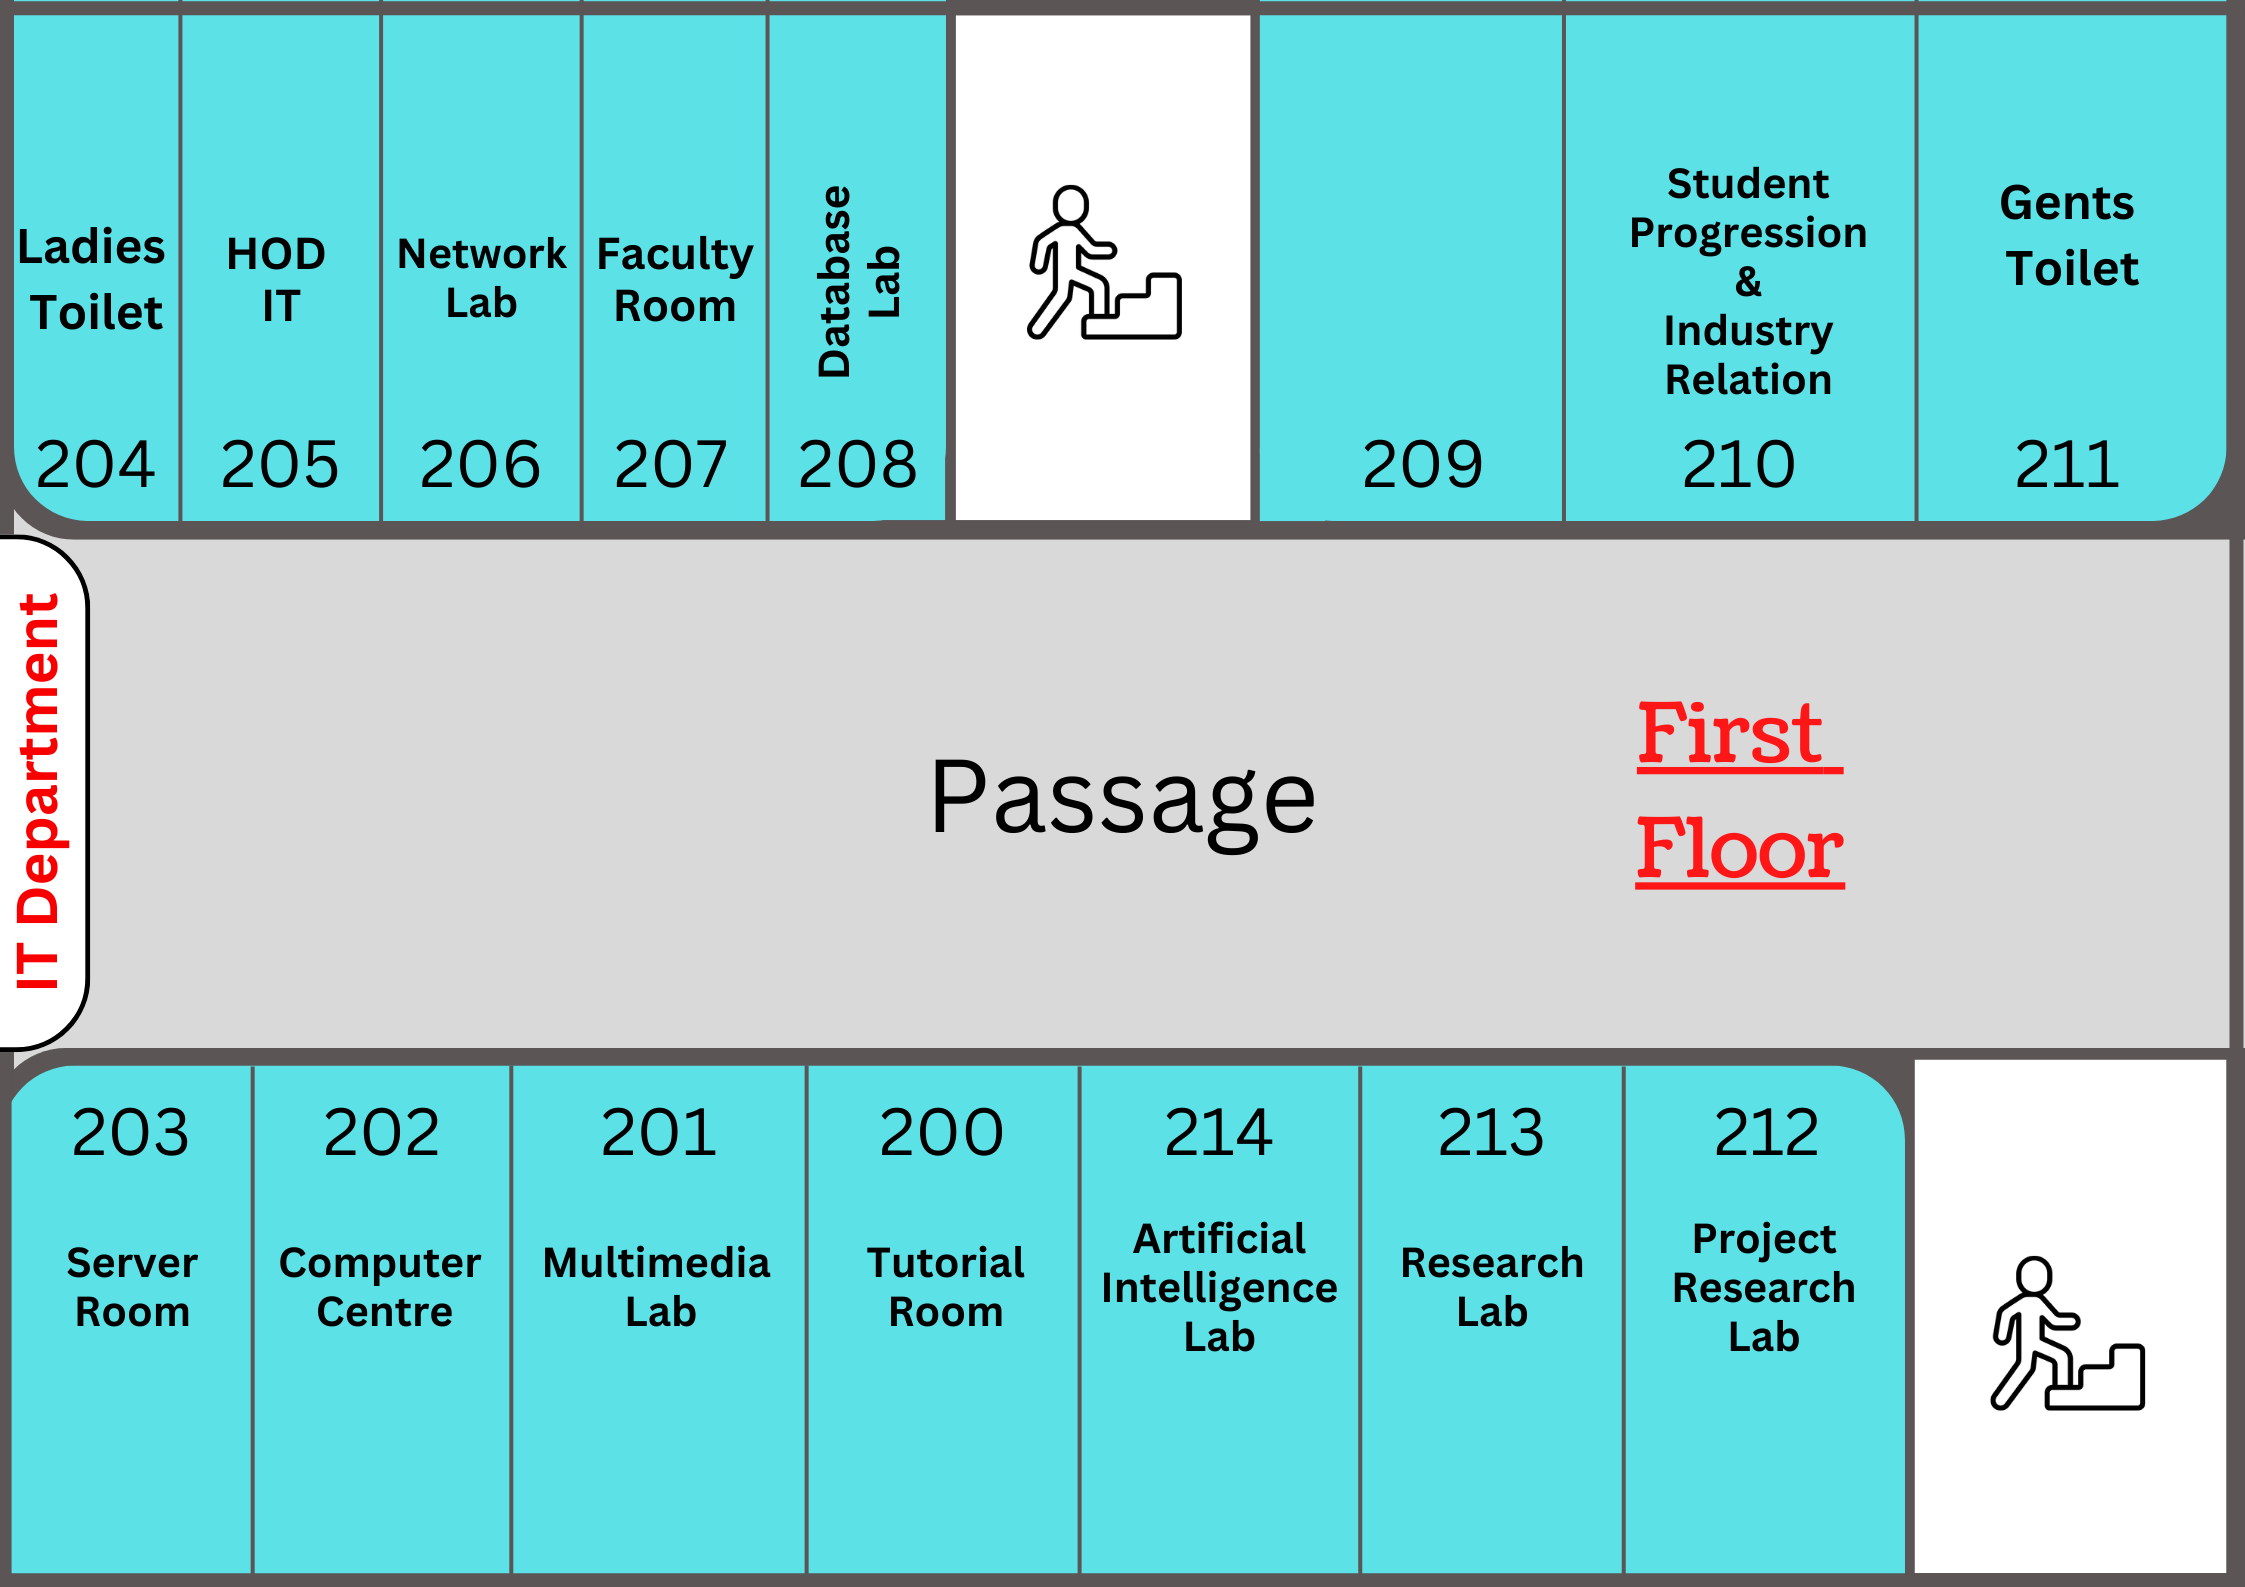 Ladies
Toilet
204
HOD
IT
205
Network
Lab
206
Faculty
Room
207
Database
Lab
208
209
Student
Progression
&
Industry
Relation
210
Gents
Toilet
211
IT Department
Passage
First
Floor
203
Server
Room
202
Computer
Centre
201
Multimedia
Lab
200
Tutorial
Room
214
Artificial
Intelligence
Lab
213
Research
Lab
212
Project
Research
Lab